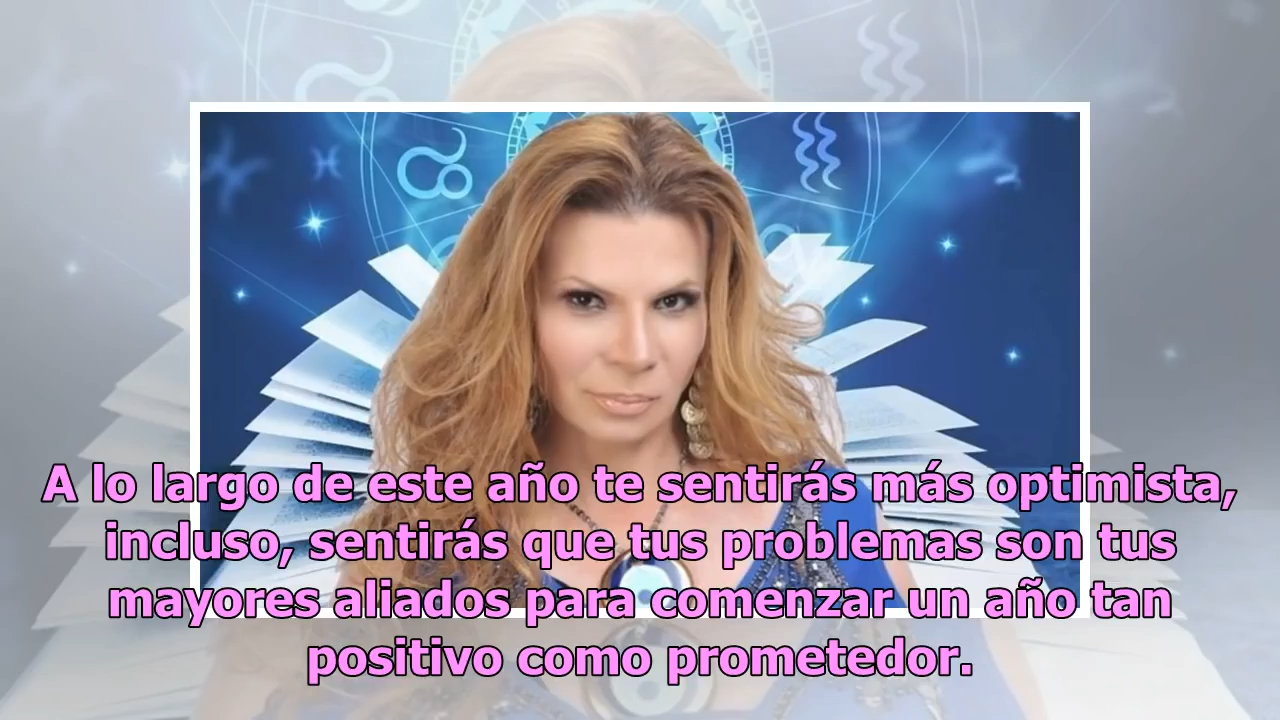 A lo largo de este año te sentirás más optimista,
incluso, sentirás que tus problemas son tus
mayores aliados para comenzar un año tan
positivo como prometedor.